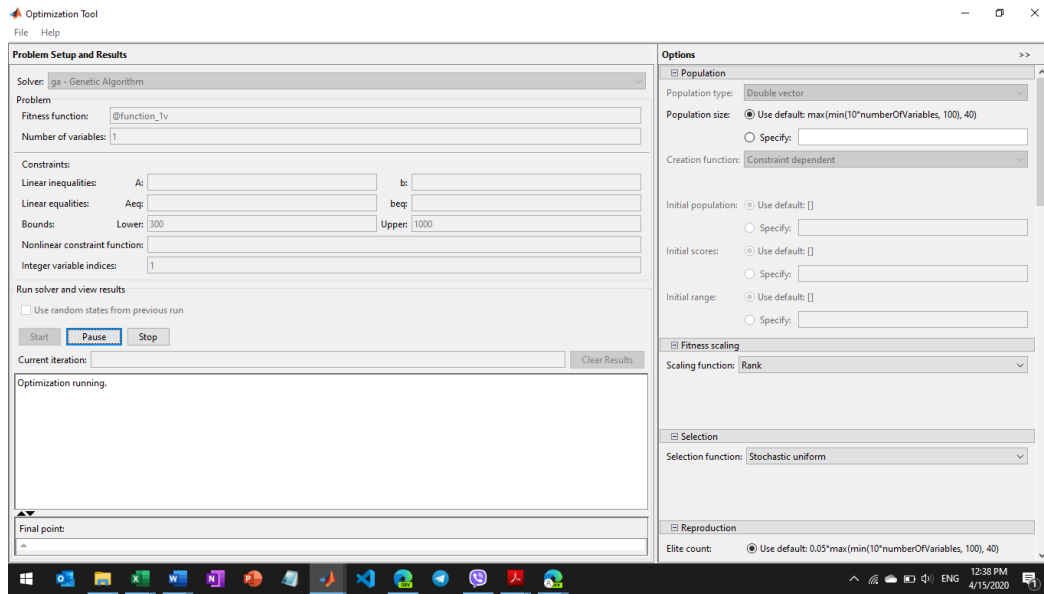 Optimization Tool
File Help
Problem Setup and Results
Solver: ga - Genetic Algorithm
Problem
Fitness function: @function_1v
Number of variables: 1
Constraints:
Linear inequalities: A: b:
Linear equalities: Aeq: beq:
Bounds: Lower: 300 Upper: 1000
Nonlinear constraint function:
Integer variable indices: 1
Run solver and view results
Use random states from previous run
Start Pause Stop
Current iteration: Clear Results
Optimization running.
Final point:
Options >>
Population
Population type: Double vector
Population size: Use default: max(min(10*numberOfVariables, 100), 40)
Specify:
Creation function: Constraint dependent
Initial population: Use default: []
Specify:
Initial scores: Use default: []
Specify:
Initial range: Use default: []
Specify:
Fitness scaling
Scaling function: Rank
Selection
Selection function: Stochastic uniform
Reproduction
Elite count: Use default: 0.05*max(min(10*numberOfVariables, 100), 40)
ENG
12:38 PM
4/15/2020